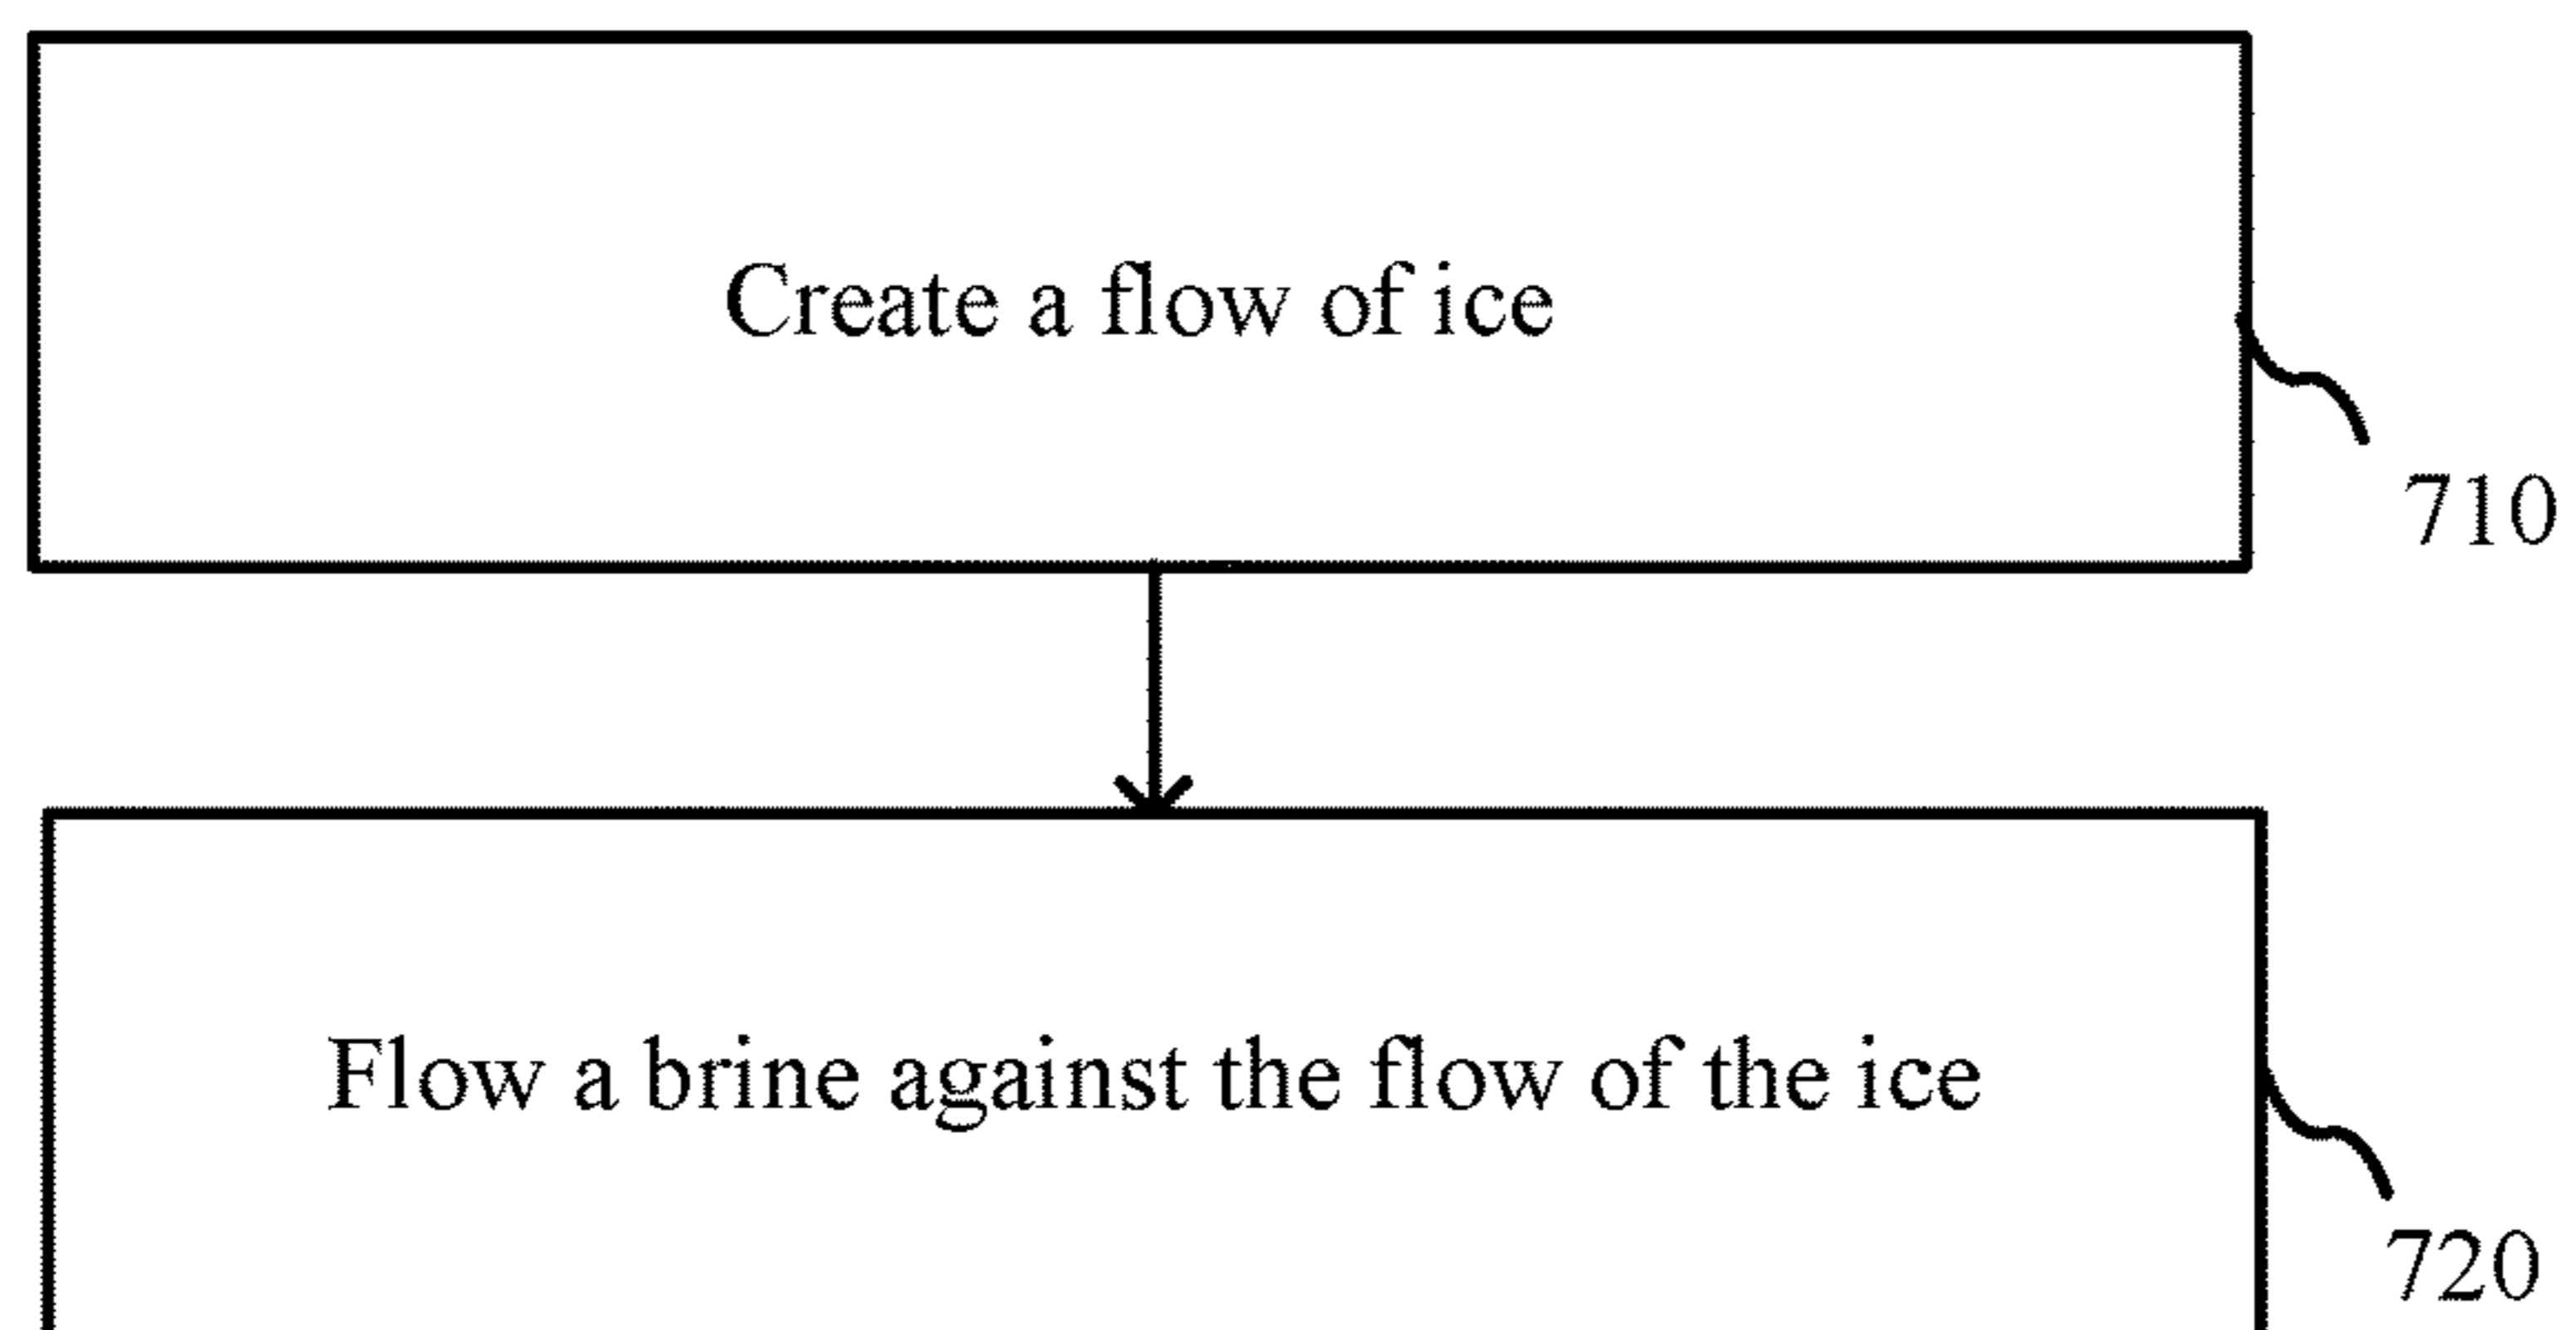 Create a flow of ice
710
Flow a brine against the flow of the ice
720